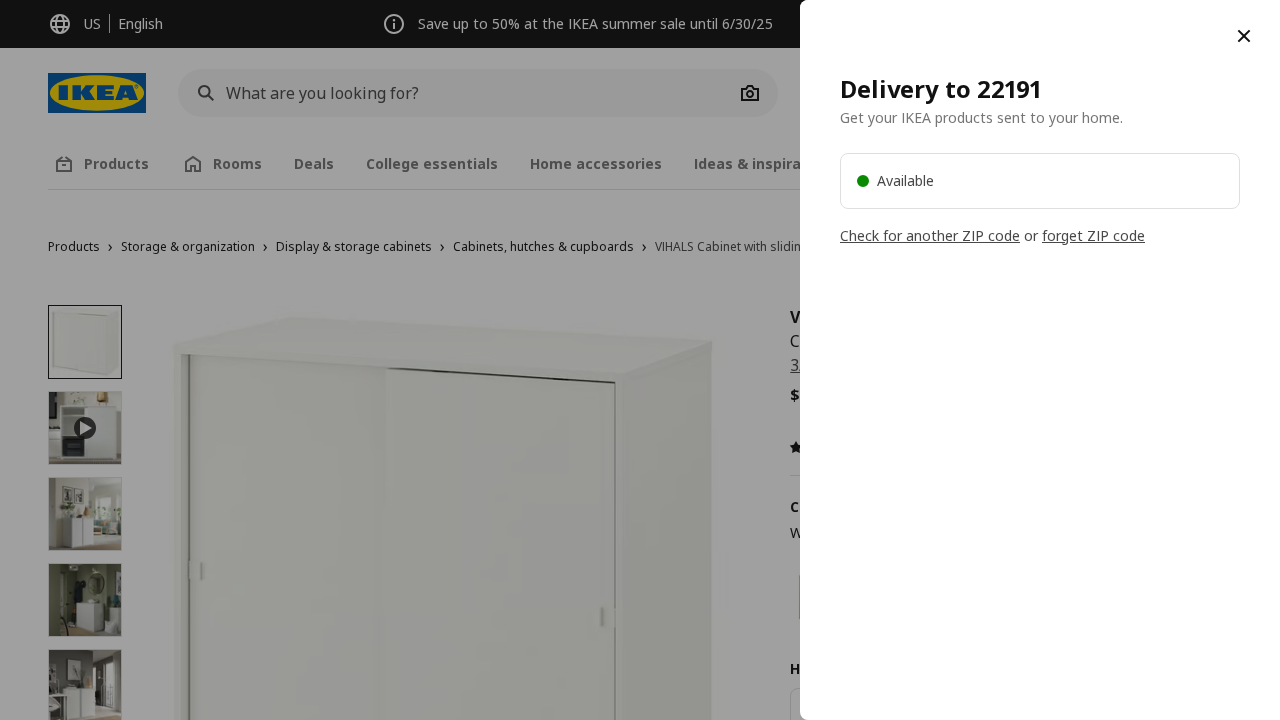 US English
Save up to 50% at the IKEA summer sale until 6/30/25
IKEA
What are you looking for?
Products Rooms Deals College essentials Home accessories Ideas &
Products › Storage & organization › Display & storage cabinets › Cabinets, hutches & cupboards › VIHALS Cabinet with
$
Delivery to 22191
Get your IKEA products sent to your home.
Available
Check for another ZIP code or forget ZIP code